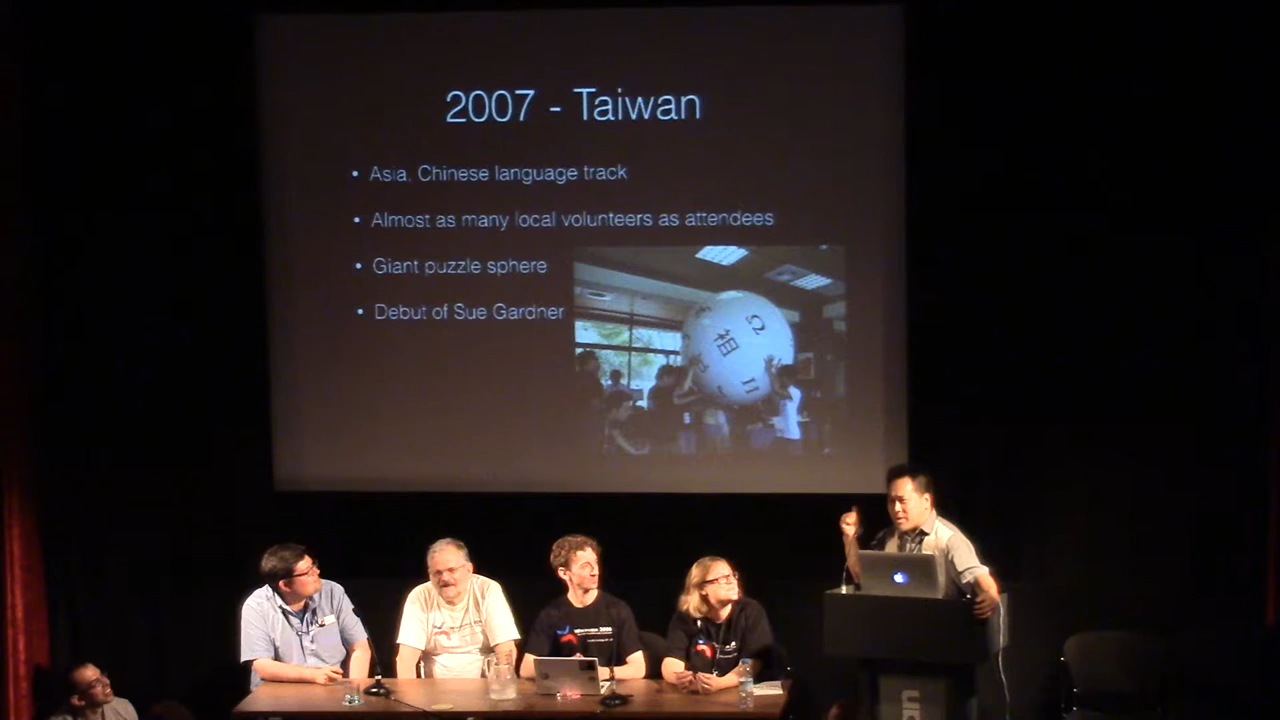 2007 - Taiwan
• Asia. Chinese language track
• Almost as many local volunteers as attendees
• Giant puzzle sphere
• Debut of Sue Gardner
Ω
祖